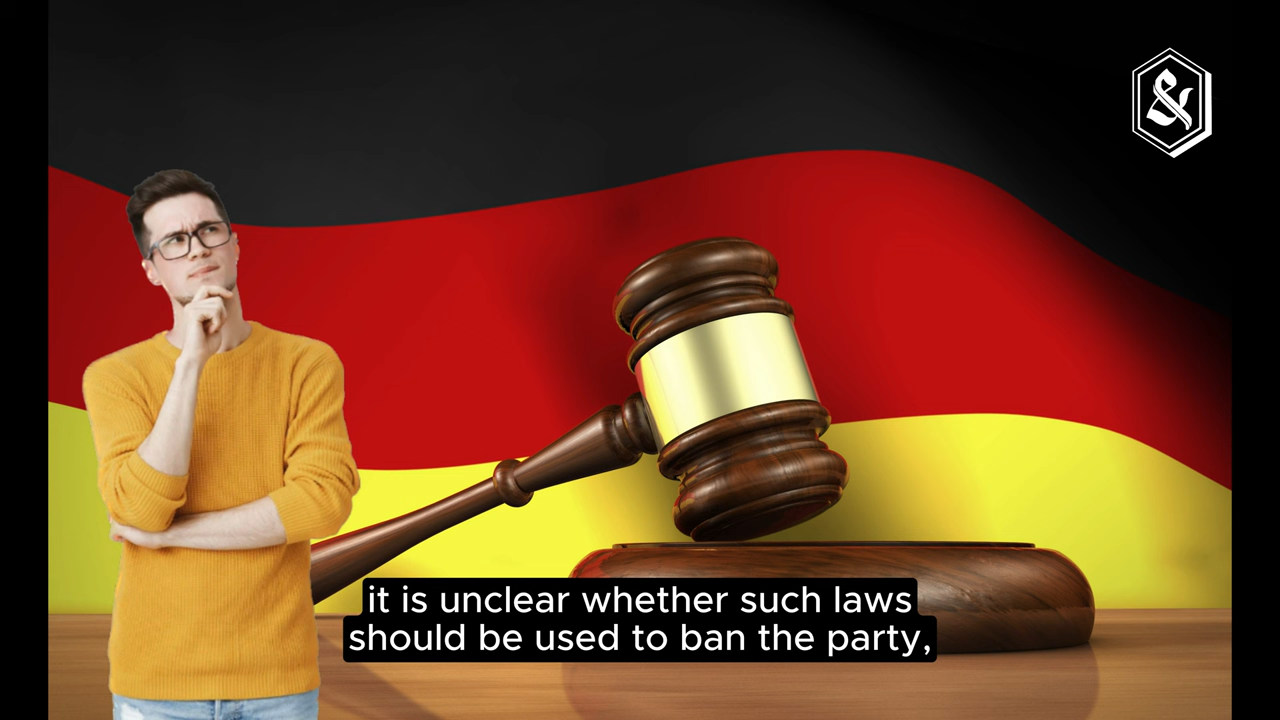 &
it is unclear whether such laws
should be used to ban the party,